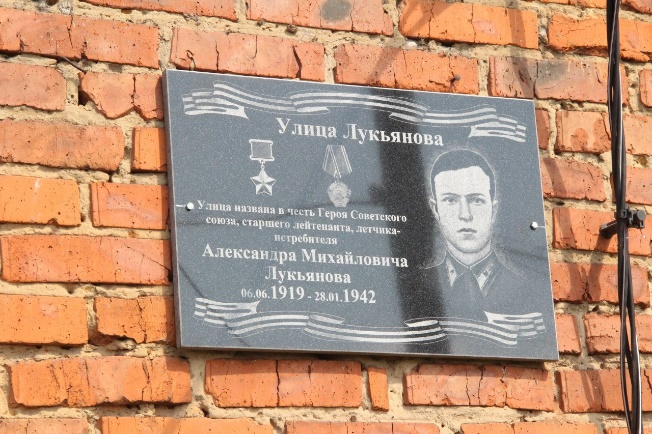 Улица Лукьянова
Улица названа в честь Героя Советского
союза, старшего лейтенанта, летчика-
истребителя
Александра Михайловича
Лукьянова
06.06.1919 - 28.01.1942